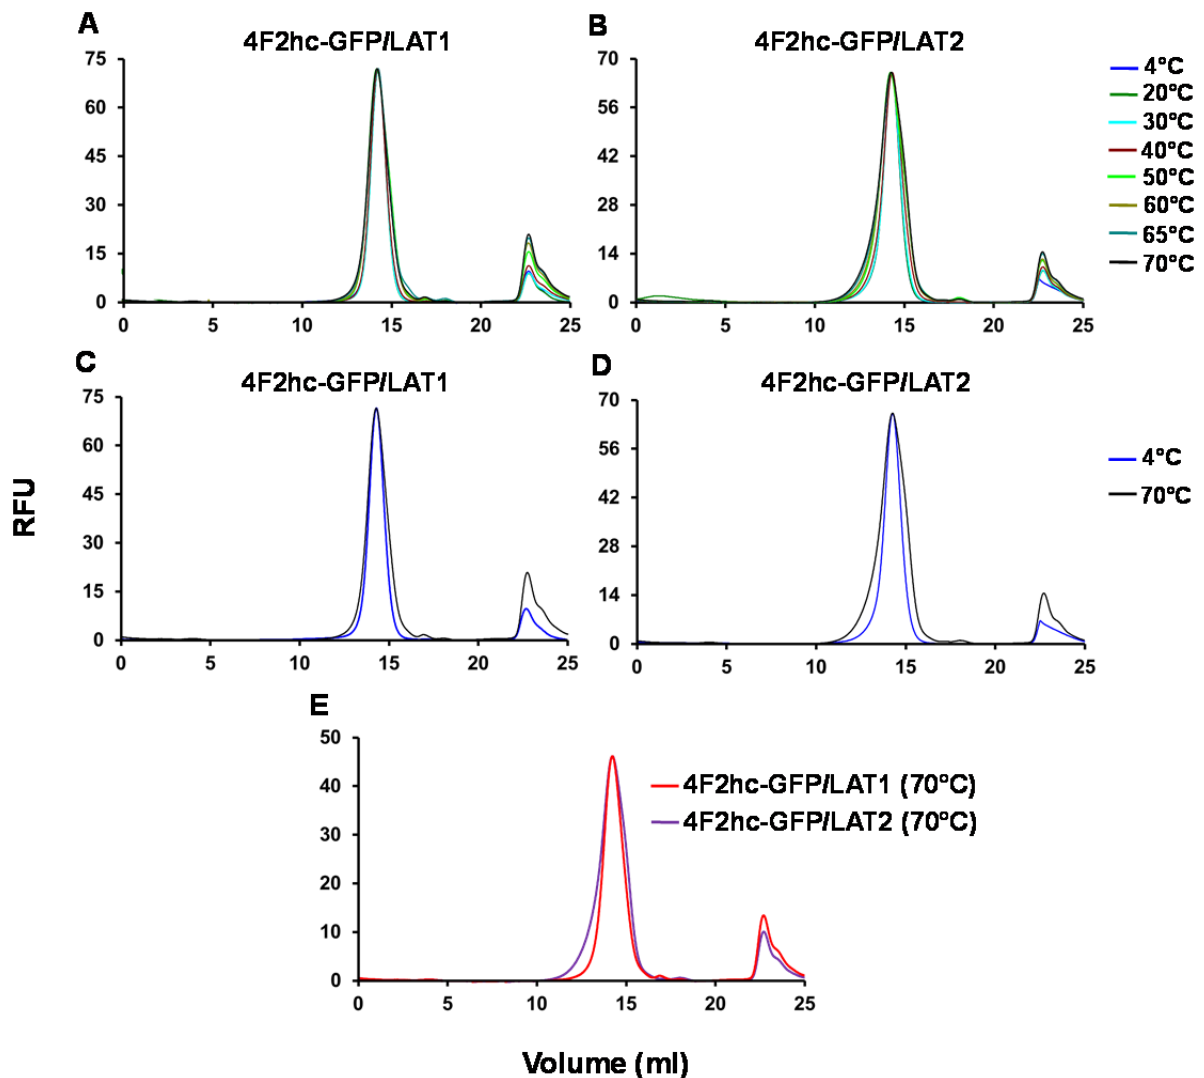 A
4F2hc-GFP/LAT1
75
60
45
30
15
0
0 5 10 15 20 25
B
4F2hc-GFP/LAT2
70
56
42
28
14
0
0 5 10 15 20 25
4°C
20°C
30°C
40°C
50°C
60°C
65°C
70°C
C
4F2hc-GFP/LAT1
75
60
45
30
15
0
0 5 10 15 20 25
D
4F2hc-GFP/LAT2
70
56
42
28
14
0
0 5 10 15 20 25
4°C
70°C
RFU
E
50
40
30
20
10
0
0 5 10 15 20 25
4F2hc-GFP/LAT1 (70°C)
4F2hc-GFP/LAT2 (70°C)
Volume (ml)